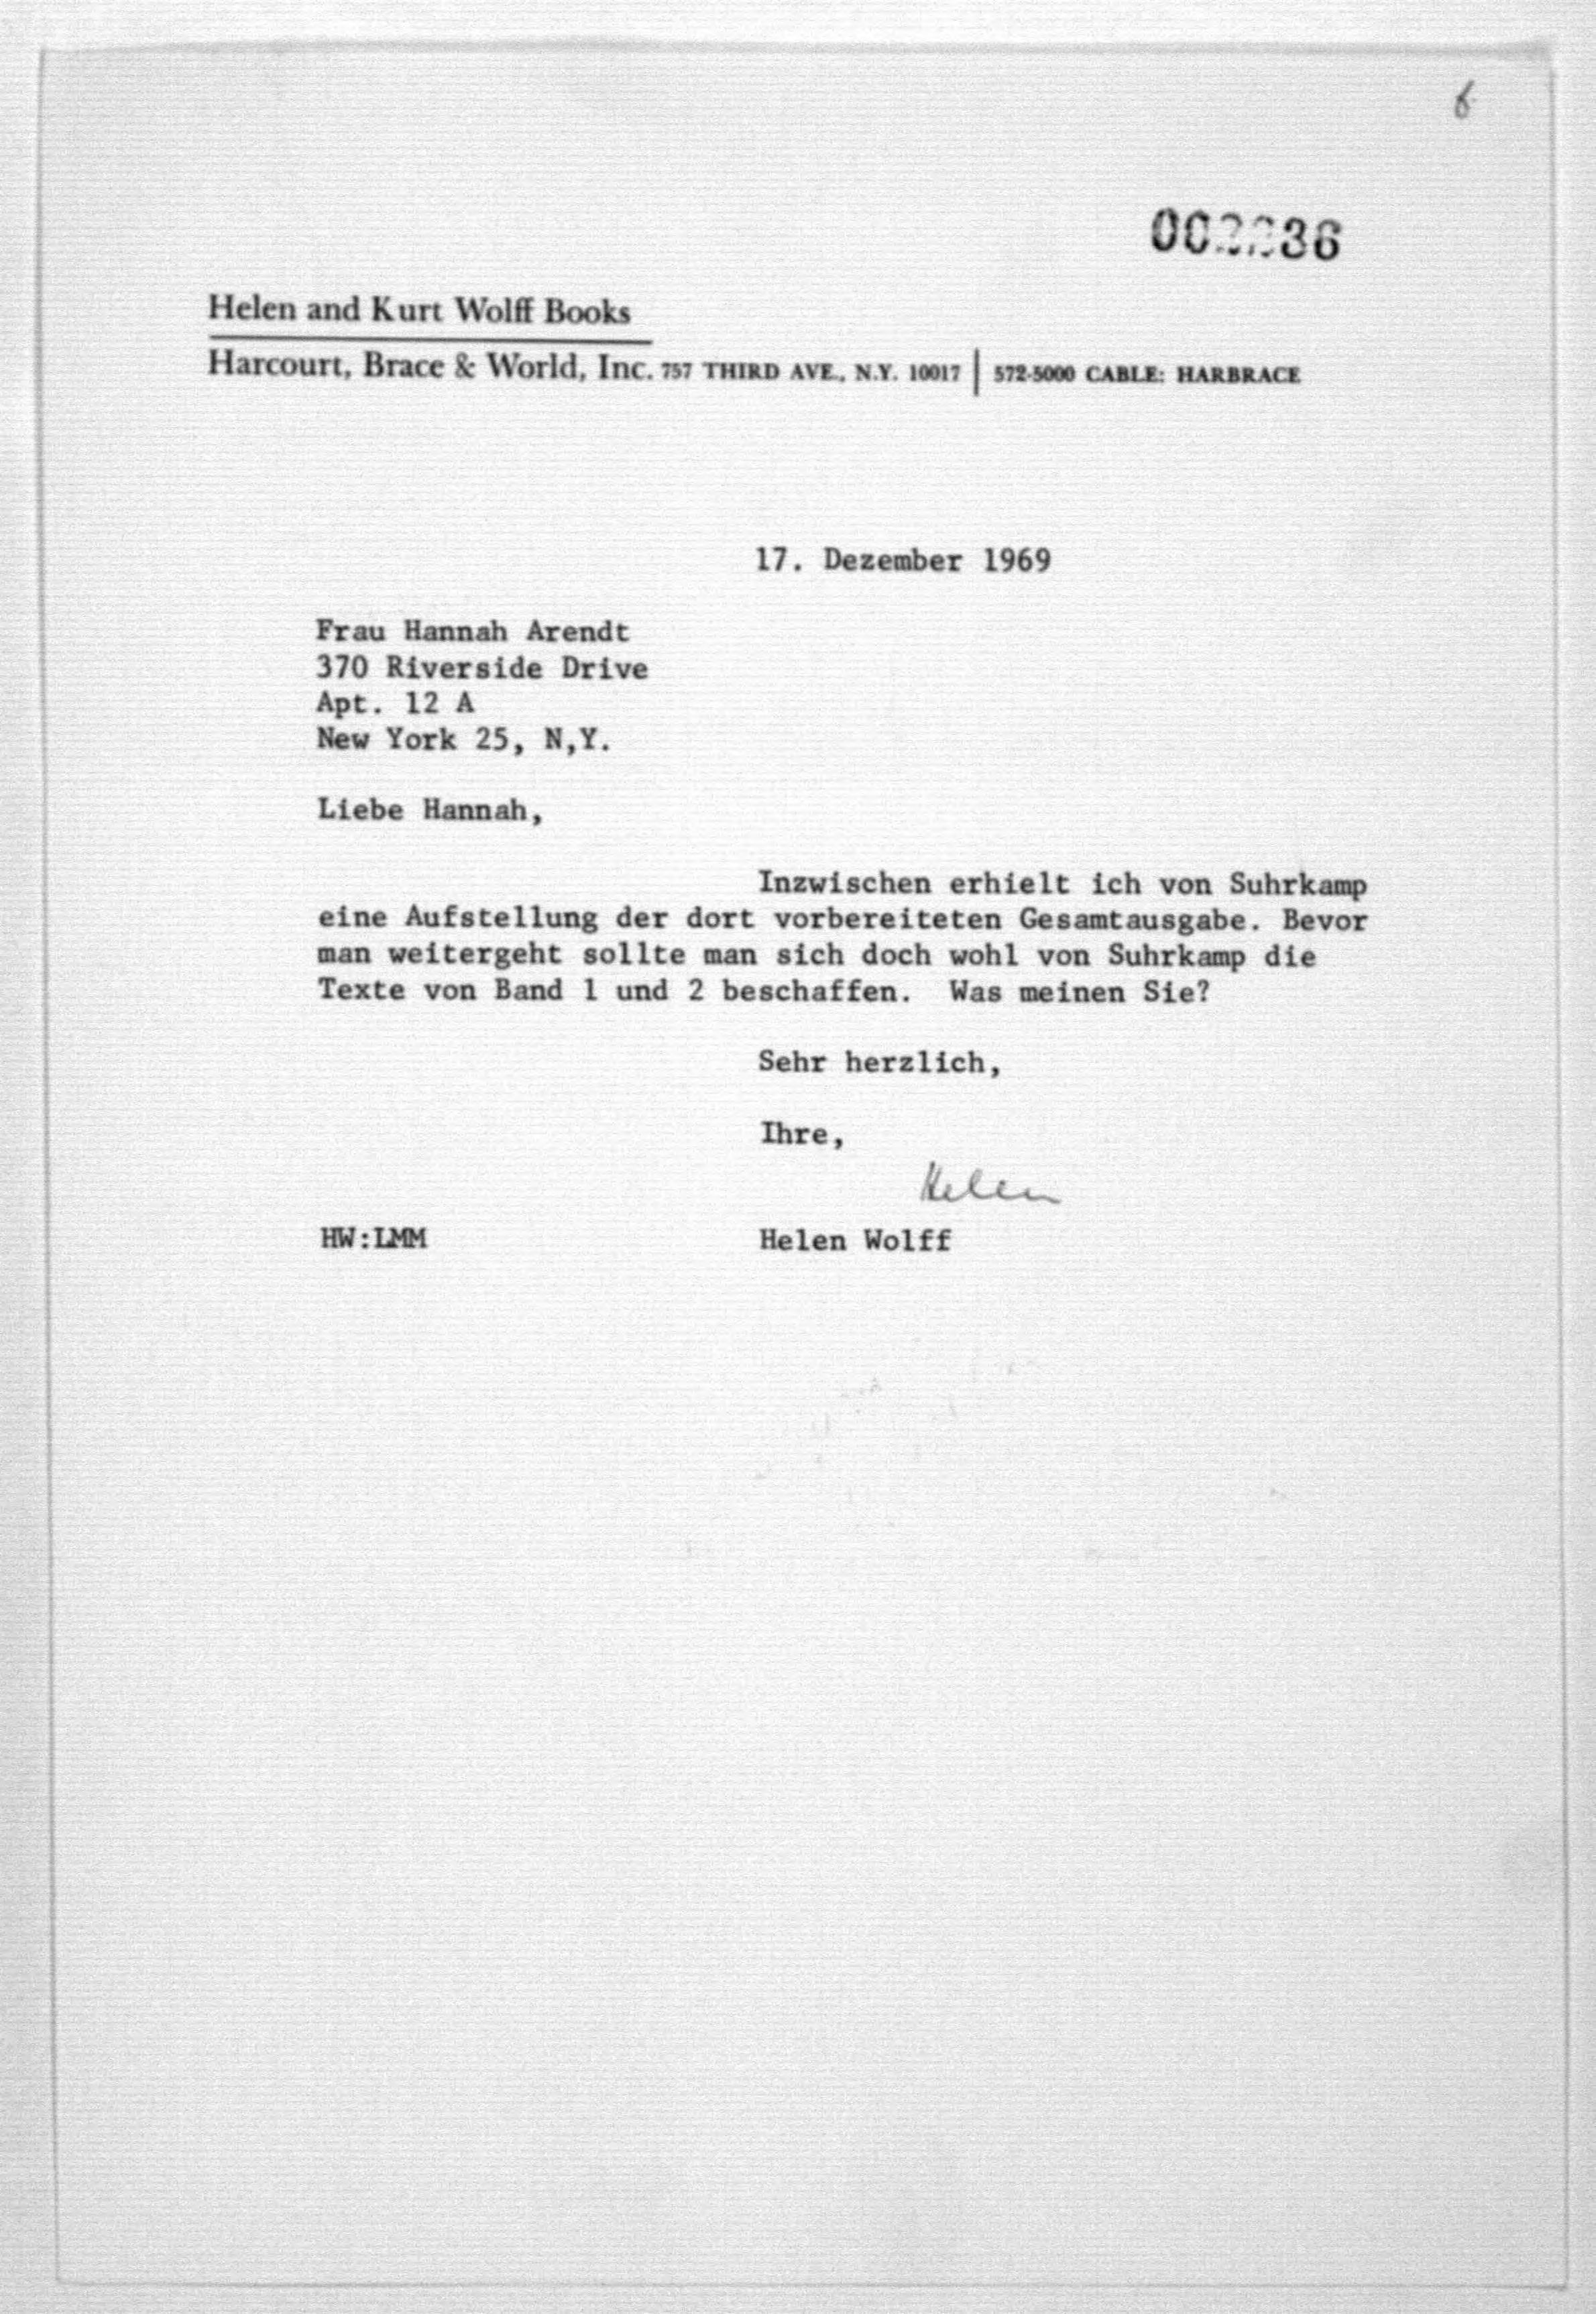 Helen and Kurt Wolff Books
Harcourt, Brace & World, Inc. 757 THIRD AVE., N.Y. 10017 | 572-5000 CABLE: HARBRACE
17. Dezember 1969
Frau Hannah Arendt
370 Riverside Drive
Apt. 12 A
New York 25, N,Y.
Liebe Hannah,
Inzwischen erhielt ich von Suhrkamp
eine Aufstellung der dort vorbereiteten Gesamtausgabe. Bevor
man weitergeht sollte man sich doch wohl von Suhrkamp die
Texte von Band 1 und 2 beschaffen. Was meinen Sie?
Sehr herzlich,
Ihre,
Helen
HW:LMM Helen Wolff